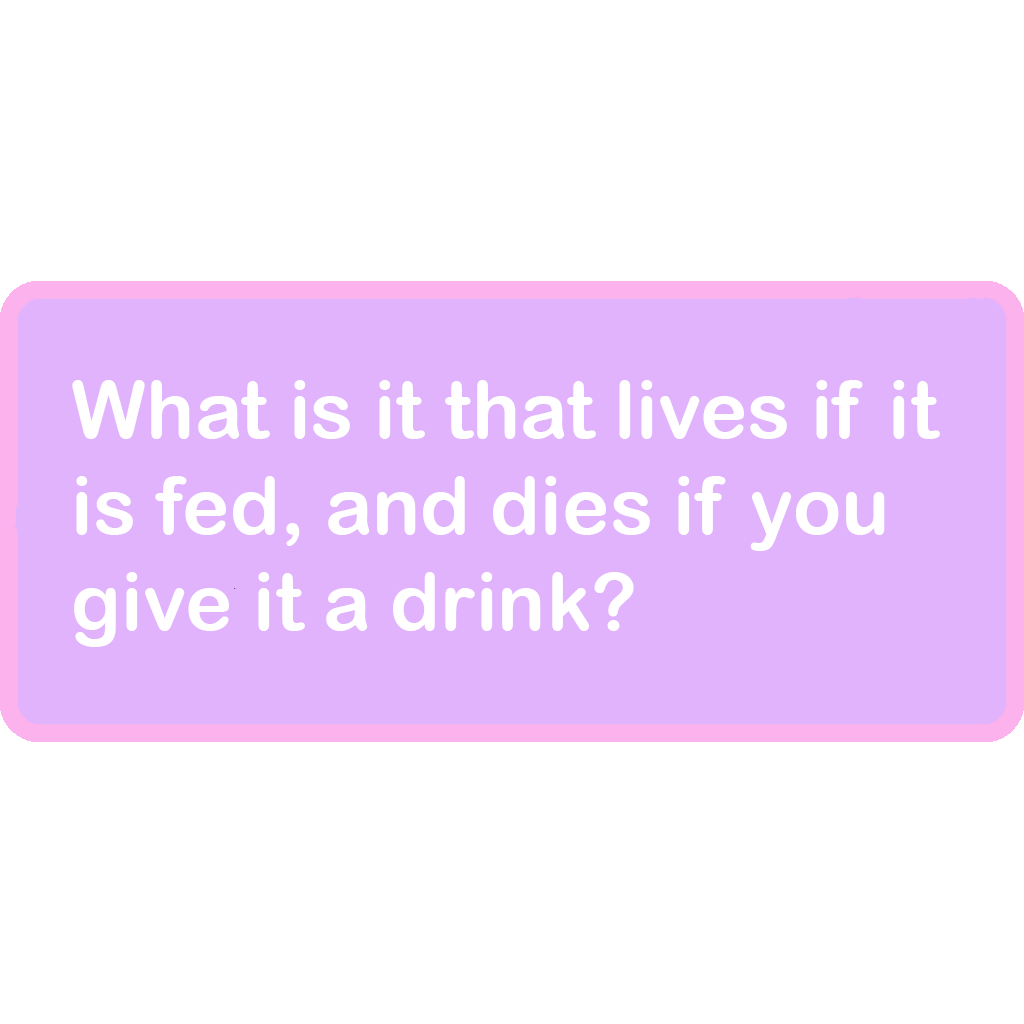 What is it that lives if it
is fed, and dies if you
give it a drink?